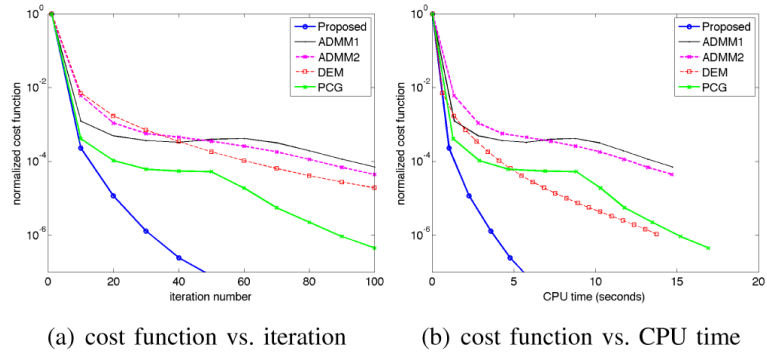 10^0
10^-2
10^-4
10^-6
normalized cost function
0 20 40 60 80 100
iteration number
Proposed
ADMM1
ADMM2
DEM
PCG
(a) cost function vs. iteration
10^0
10^-2
10^-4
10^-6
normalized cost function
0 5 10 15 20
CPU time (seconds)
Proposed
ADMM1
ADMM2
DEM
PCG
(b) cost function vs. CPU time